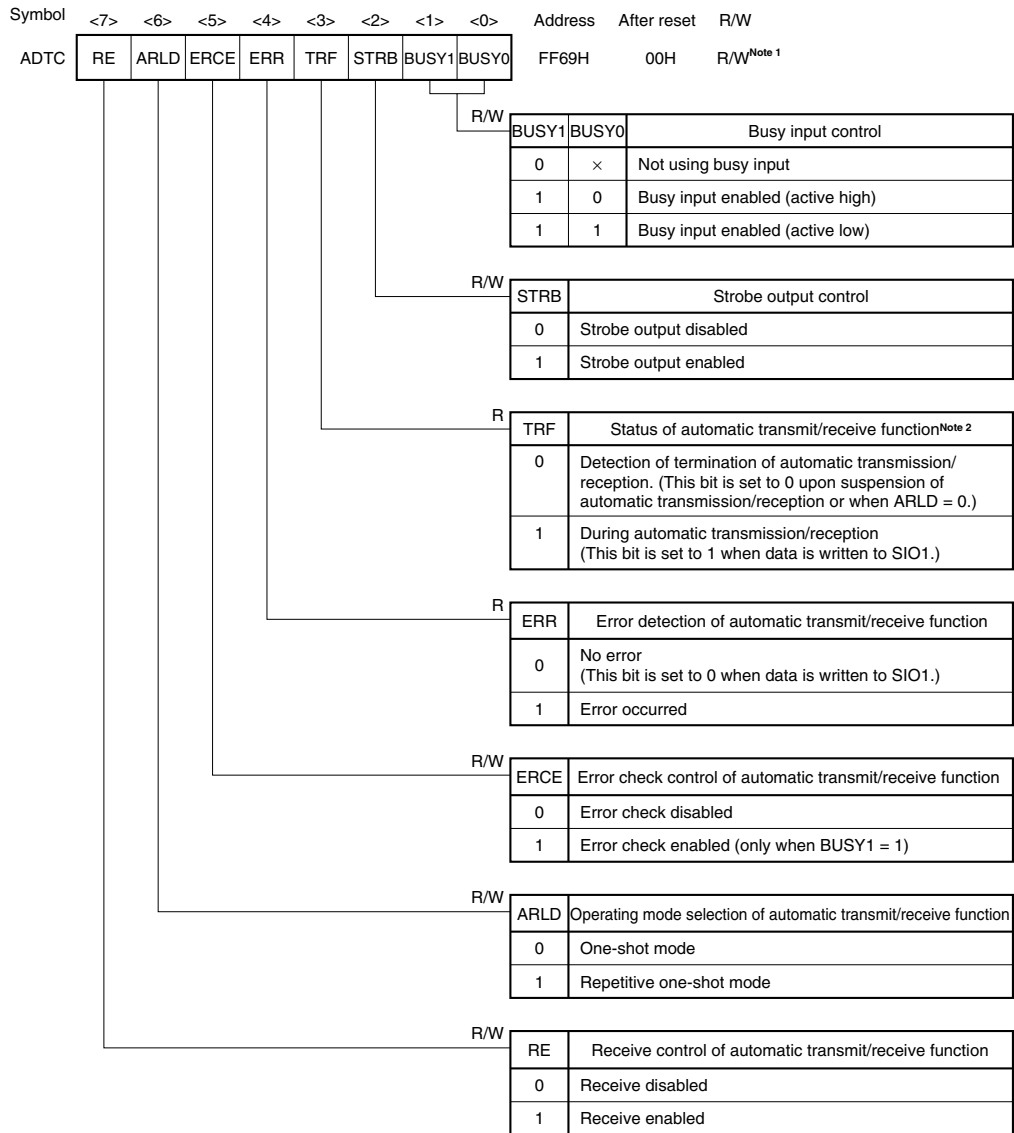 Symbol <7> <6> <5> <4> <3> <2> <1> <0> Address After reset R/W
ADTC RE ARLD ERCE ERR TRF STRB BUSY1 BUSY0 FF69H 00H R/W Note 1
R/W
BUSY1 BUSY0 Busy input control
0 × Not using busy input
1 0 Busy input enabled (active high)
1 1 Busy input enabled (active low)
R/W
STRB Strobe output control
0 Strobe output disabled
1 Strobe output enabled
R
TRF Status of automatic transmit/receive function Note 2
0 Detection of termination of automatic transmission/
reception. (This bit is set to 0 upon suspension of
automatic transmission/reception or when ARLD = 0.)
1 During automatic transmission/reception
(This bit is set to 1 when data is written to SIO1.)
R
ERR Error detection of automatic transmit/receive function
0 No error
(This bit is set to 0 when data is written to SIO1.)
1 Error occurred
R/W
ERCE Error check control of automatic transmit/receive function
0 Error check disabled
1 Error check enabled (only when BUSY1 = 1)
R/W
ARLD Operating mode selection of automatic transmit/receive function
0 One-shot mode
1 Repetitive one-shot mode
R/W
RE Receive control of automatic transmit/receive function
0 Receive disabled
1 Receive enabled